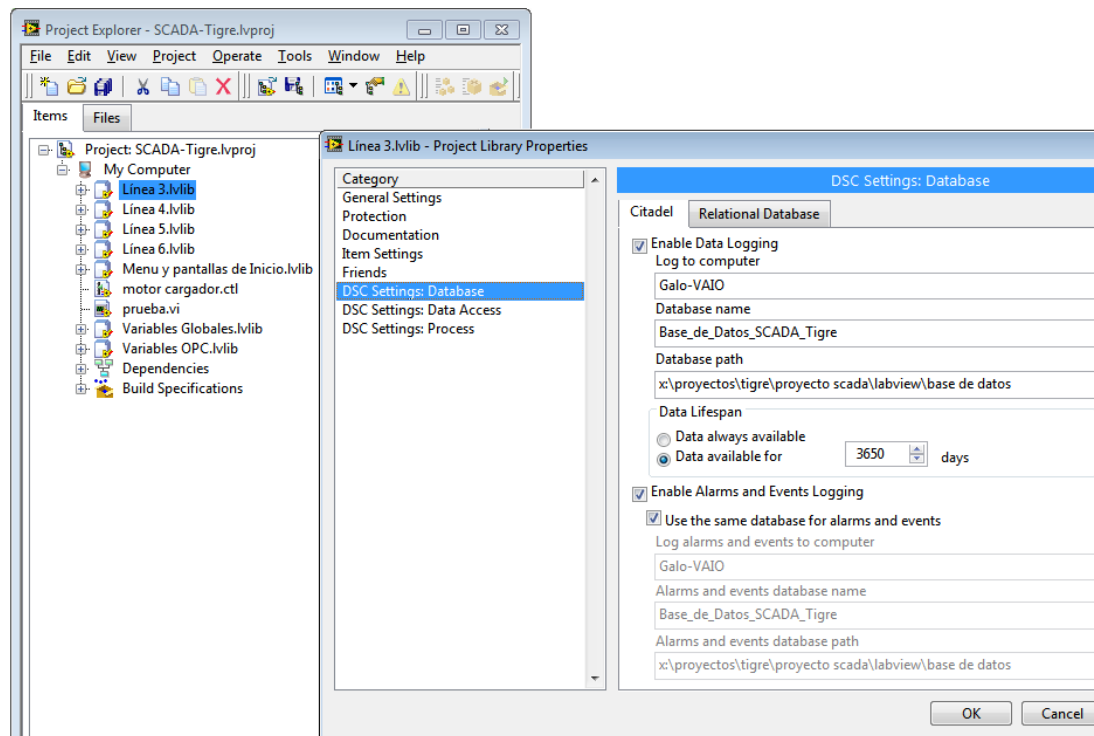 Project Explorer - SCADA-Tigre.lvproj
File Edit View Project Operate Tools Window Help
Items Files
Project: SCADA-Tigre.lvproj
My Computer
Línea 3.lvlib
Línea 4.lvlib
Línea 5.lvlib
Línea 6.lvlib
Menu y pantallas de Inicio.lvlib
motor cargador.ctl
prueba.vi
Variables Globales.lvlib
Variables OPC.lvlib
Dependencies
Build Specifications
Línea 3.lvlib - Project Library Properties
Category
General Settings
Protection
Documentation
Item Settings
Friends
DSC Settings: Database
DSC Settings: Data Access
DSC Settings: Process
DSC Settings: Database
Citadel Relational Database
Enable Data Logging
Log to computer
Galo-VAIO
Database name
Base_de_Datos_SCADA_Tigre
Database path
x:\proyectos\tigre\proyecto scada\labview\base de datos
Data Lifespan
Data always available
Data available for 3650 days
Enable Alarms and Events Logging
Use the same database for alarms and events
Log alarms and events to computer
Galo-VAIO
Alarms and events database name
Base_de_Datos_SCADA_Tigre
Alarms and events database path
x:\proyectos\tigre\proyecto scada\labview\base de datos
OK Cancel